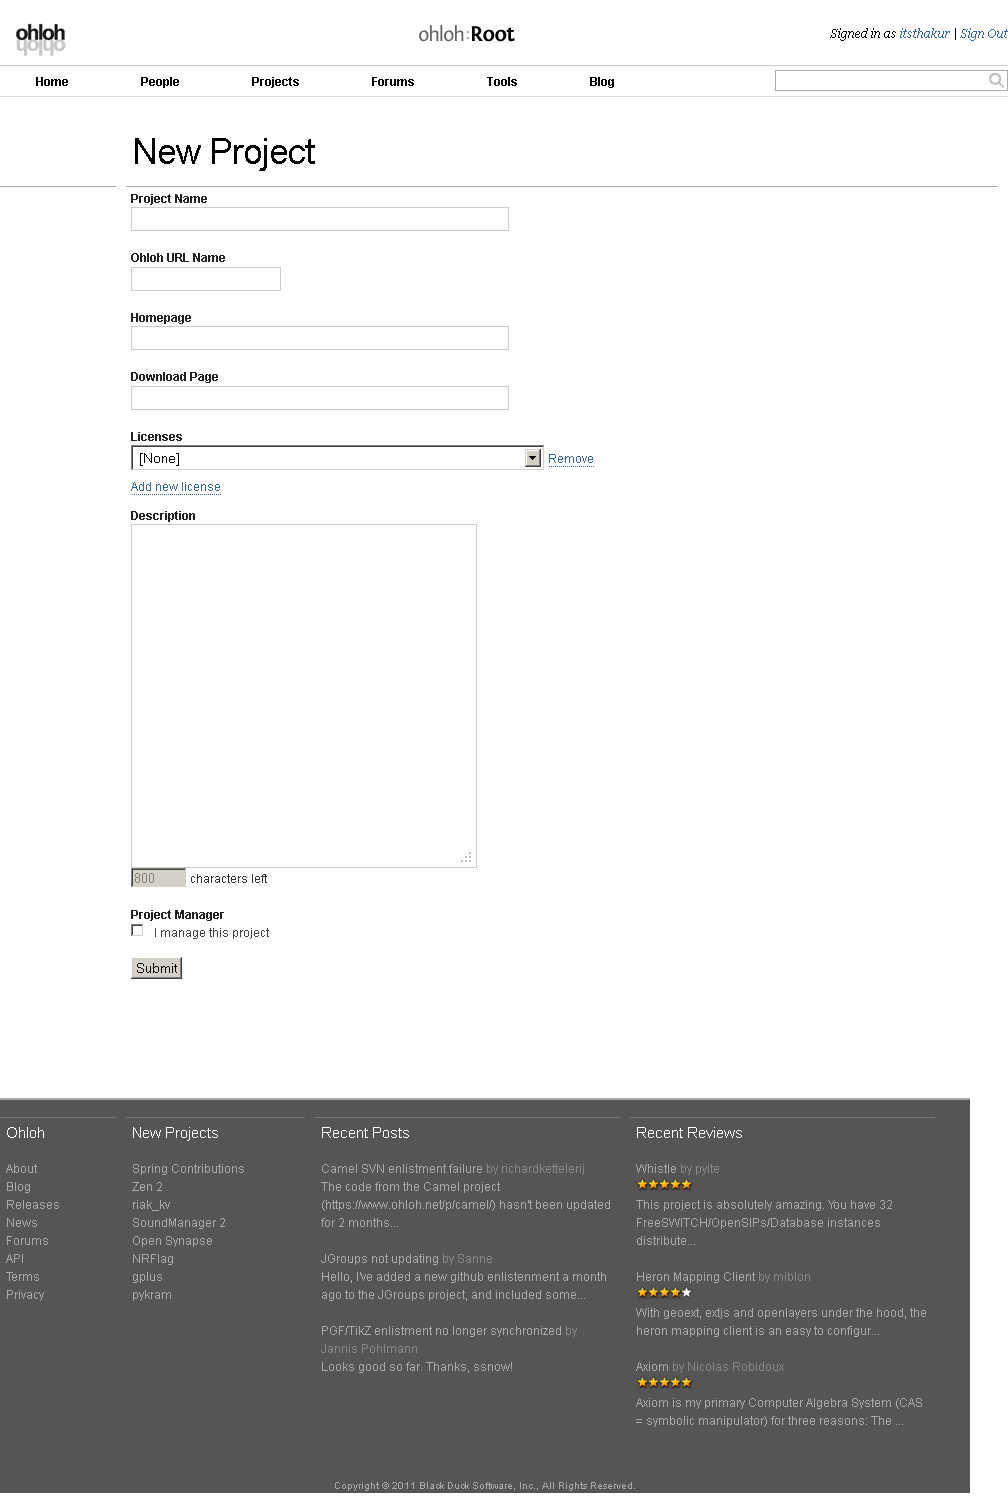 ohloh
ohloh:Root
Signed in as itsthakur | Sign Out
Home People Projects Forums Tools Blog
New Project
Project Name
Ohloh URL Name
Homepage
Download Page
Licenses
[None] Remove
Add new license
Description
800 characters left
Project Manager
I manage this project
Submit
Ohloh
About
Blog
Releases
News
Forums
API
Terms
Privacy
New Projects
Spring Contributions
Zen 2
riak_kv
SoundManager 2
Open Synapse
NRFlag
gplus
pykram
Recent Posts
Camel SVN enlistment failure by richardkettelerij
The code from the Camel project
(https://www.ohloh.net/p/camel/) hasn't been updated
for 2 months...
JGroups not updating by Sanne
Hello, I've added a new github enlistenment a month
ago to the JGroups project, and included some...
PGF/TikZ enlistment no longer synchronized by
Jannis Pohlmann
Looks good so far. Thanks, ssnow!
Recent Reviews
Whistle by pyite
This project is absolutely amazing. You have 32
FreeSWITCH/OpenSIPs/Database instances
distribute...
Heron Mapping Client by miblon
With geoext, extjs and openlayers under the hood, the
heron mapping client is an easy to configur...
Axiom by Nicolas Robidoux
Axiom is my primary Computer Algebra System (CAS
= symbolic manipulator) for three reasons: The ...
Copyright © 2011 Black Duck Software, Inc., All Rights Reserved.